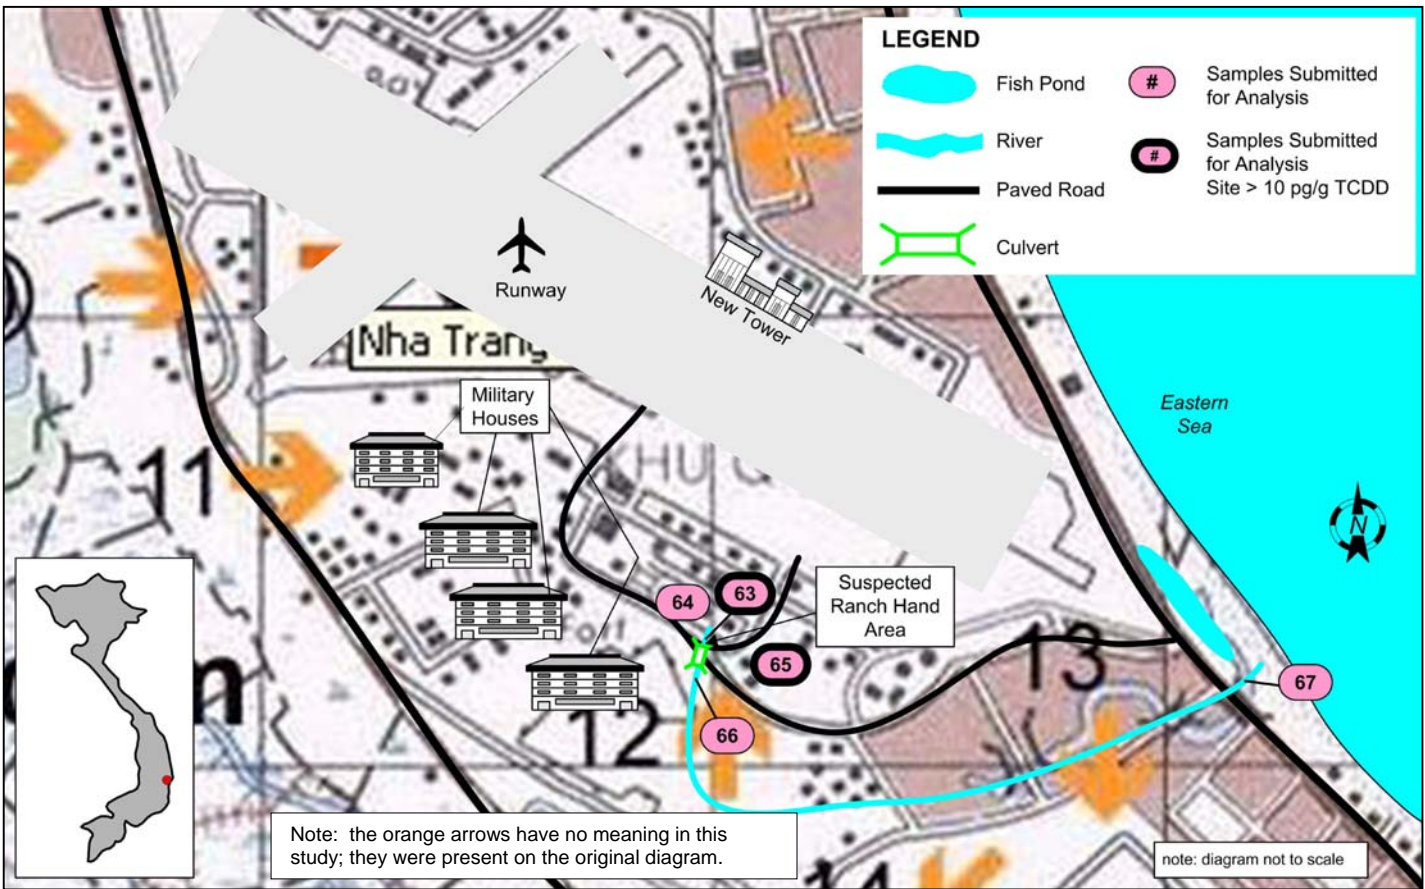 LEGEND
Fish Pond
River
Paved Road
Culvert
#
Samples Submitted
for Analysis
#
Samples Submitted
for Analysis
Site > 10 pg/g TCDD
Runway
New Tower
Nha Trang
Military
Houses
Eastern
Sea
N
11
KHU
64
63
Suspected
Ranch Hand
Area
65
13
67
66
12
Note: the orange arrows have no meaning in this
study; they were present on the original diagram.
note: diagram not to scale
14